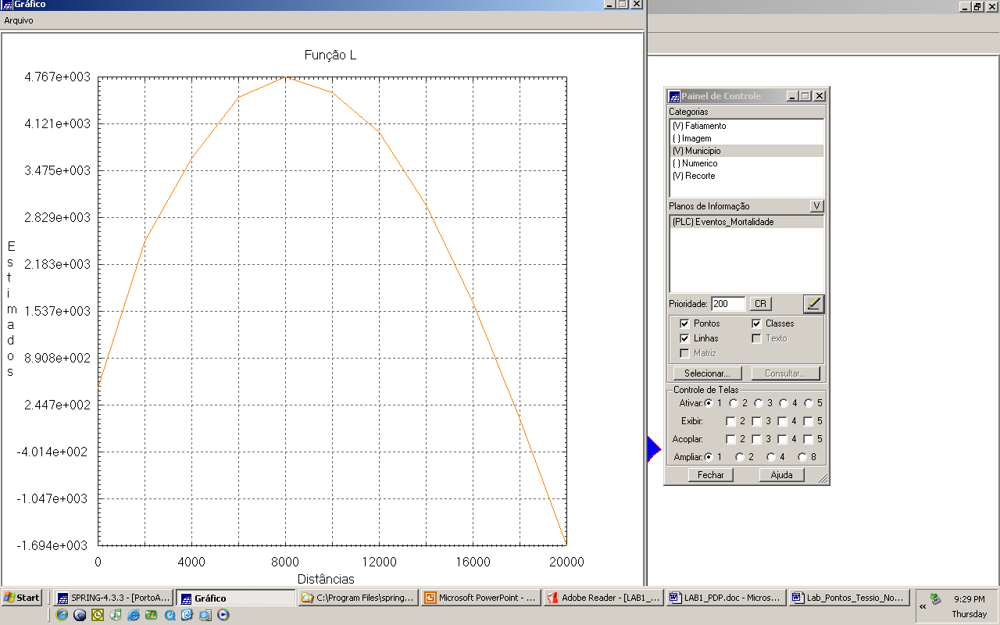 Gráfico
Arquivo
Função L
4.767e+003
4.121e+003
3.475e+003
2.829e+003
2.183e+003
1.537e+003
8.908e+002
2.447e+002
-4.014e+002
-1.047e+003
-1.694e+003
Estimados
0 4000 8000 12000 16000 20000
Distâncias
Painel de Controle
Categorias
(V) Fatiamento
( ) Imagem
(V) Municipio
( ) Numerico
(V) Recorte
Planos de Informação V
(PLC) Eventos_Mortalidade
Prioridade: 200 CR
Pontos Classes
Linhas Texto
Matriz
Selecionar... Consultar...
Controle de Telas
Ativar: 1 2 3 4 5
Exibir: 2 3 4 5
Acoplar: 2 3 4 5
Ampliar: 1 2 4 8
Fechar Ajuda
Start SPRING-4.3.3 - [PortoA... Gráfico C:\Program Files\spring... Microsoft PowerPoint - ... Adobe Reader - [LAB1_... LAB1_PDP.doc - Micros... Lab_Pontos_Tessio_No... « 9:29 PM
Thursday